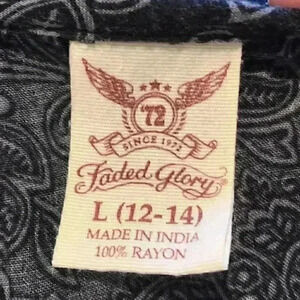 '72
SINCE 1972
Faded Glory
L (12-14)
MADE IN INDIA
100% RAYON